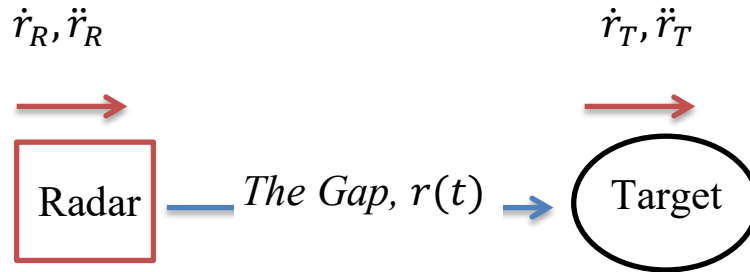 ṙ_R, r̈_R
ṙ_T, r̈_T
Radar
The Gap, r(t)
Target